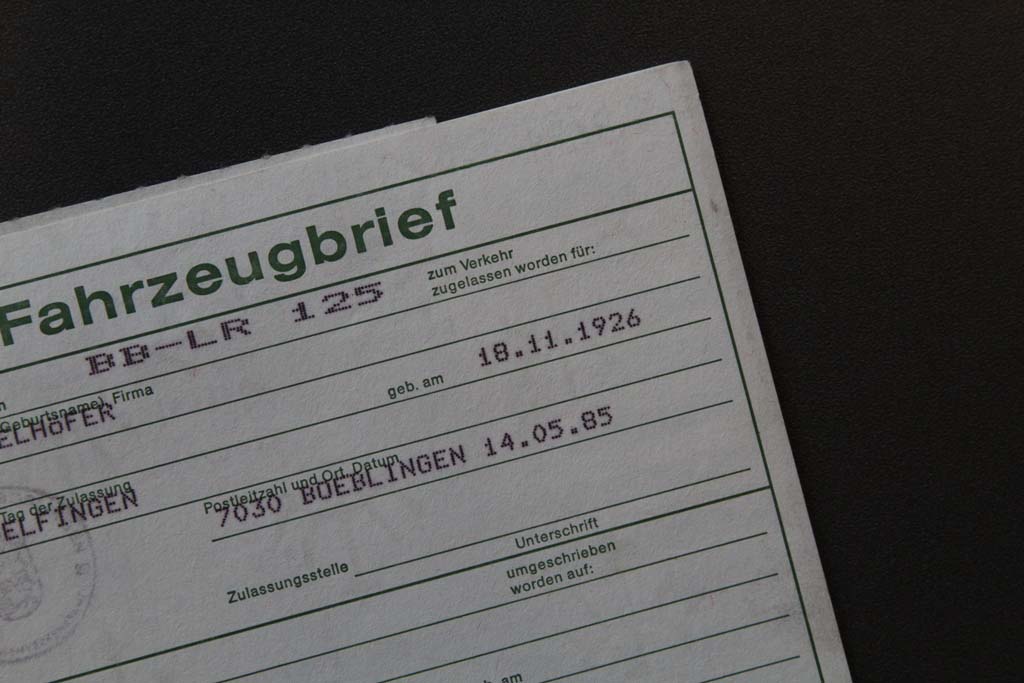 Fahrzeugbrief
BB-LR 125
zum Verkehr
zugelassen worden für:
Geburtsname), Firma
ELHÖFER
geb. am
18.11.1926
Tag der Zulassung
ELFINGEN
Postleitzahl und Ort, Datum
7030 BOEBLINGEN 14.05.85
Zulassungsstelle
Unterschrift
umgeschrieben
worden auf:
am